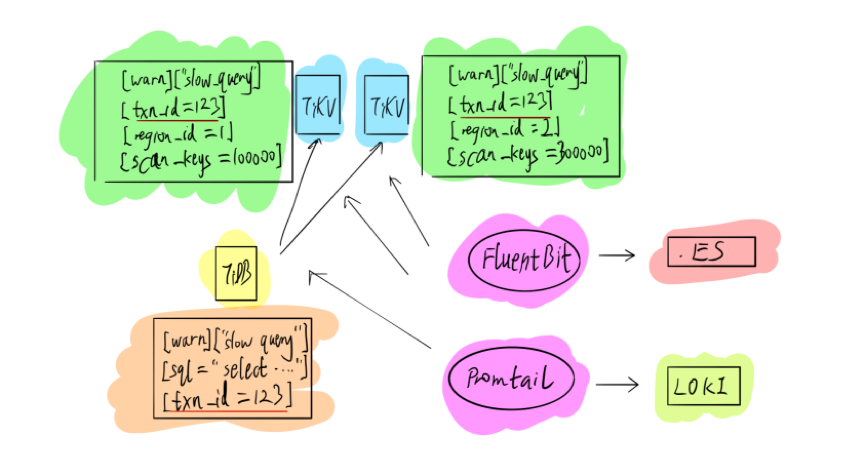 [warn]["slow_query"]
[txn_id=123]
[region_id=1]
[scan_keys=100000]
TiKV
TiKV
[warn]["slow_query"]
[txn_id=123]
[region_id=2]
[scan_keys=300000]
TiDB
[warn]["slow query"]
[sql="select ...."]
[txn_id=123]
FluentBit
.ES
Promtail
LOKI